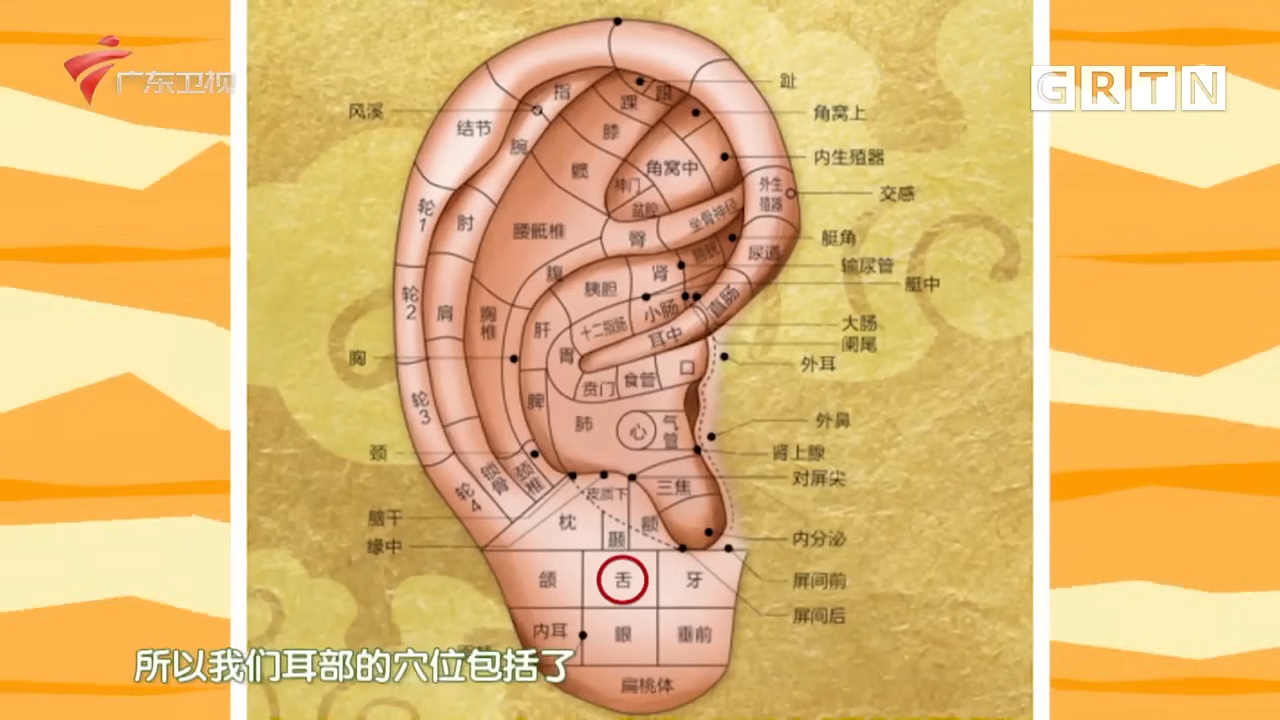 广东卫视
GRTN
趾
指
跟
踝
风溪
角窝上
结节
膝
腕
内生殖器
髋
角窝中
神门
外生
殖器
交感
盆腔
轮1
肘
坐骨神经
腰骶椎
臀
艇角
尿道
腹
肾
输尿管
胰胆
艇中
轮2
直肠
肩
胸椎
小肠
大肠
肝
十二指肠
耳中
阑尾
胸
胃
外耳
口
食管
贲门
轮3
脾
肺
心
气管
外鼻
颈
肾上腺
锁骨
颈椎
对屏尖
轮4
皮质下
三焦
脑干
枕
额
颞
内分泌
缘中
颌
舌
牙
屏间前
屏间后
内耳
眼
垂前
所以我们耳部的穴位包括了
扁桃体